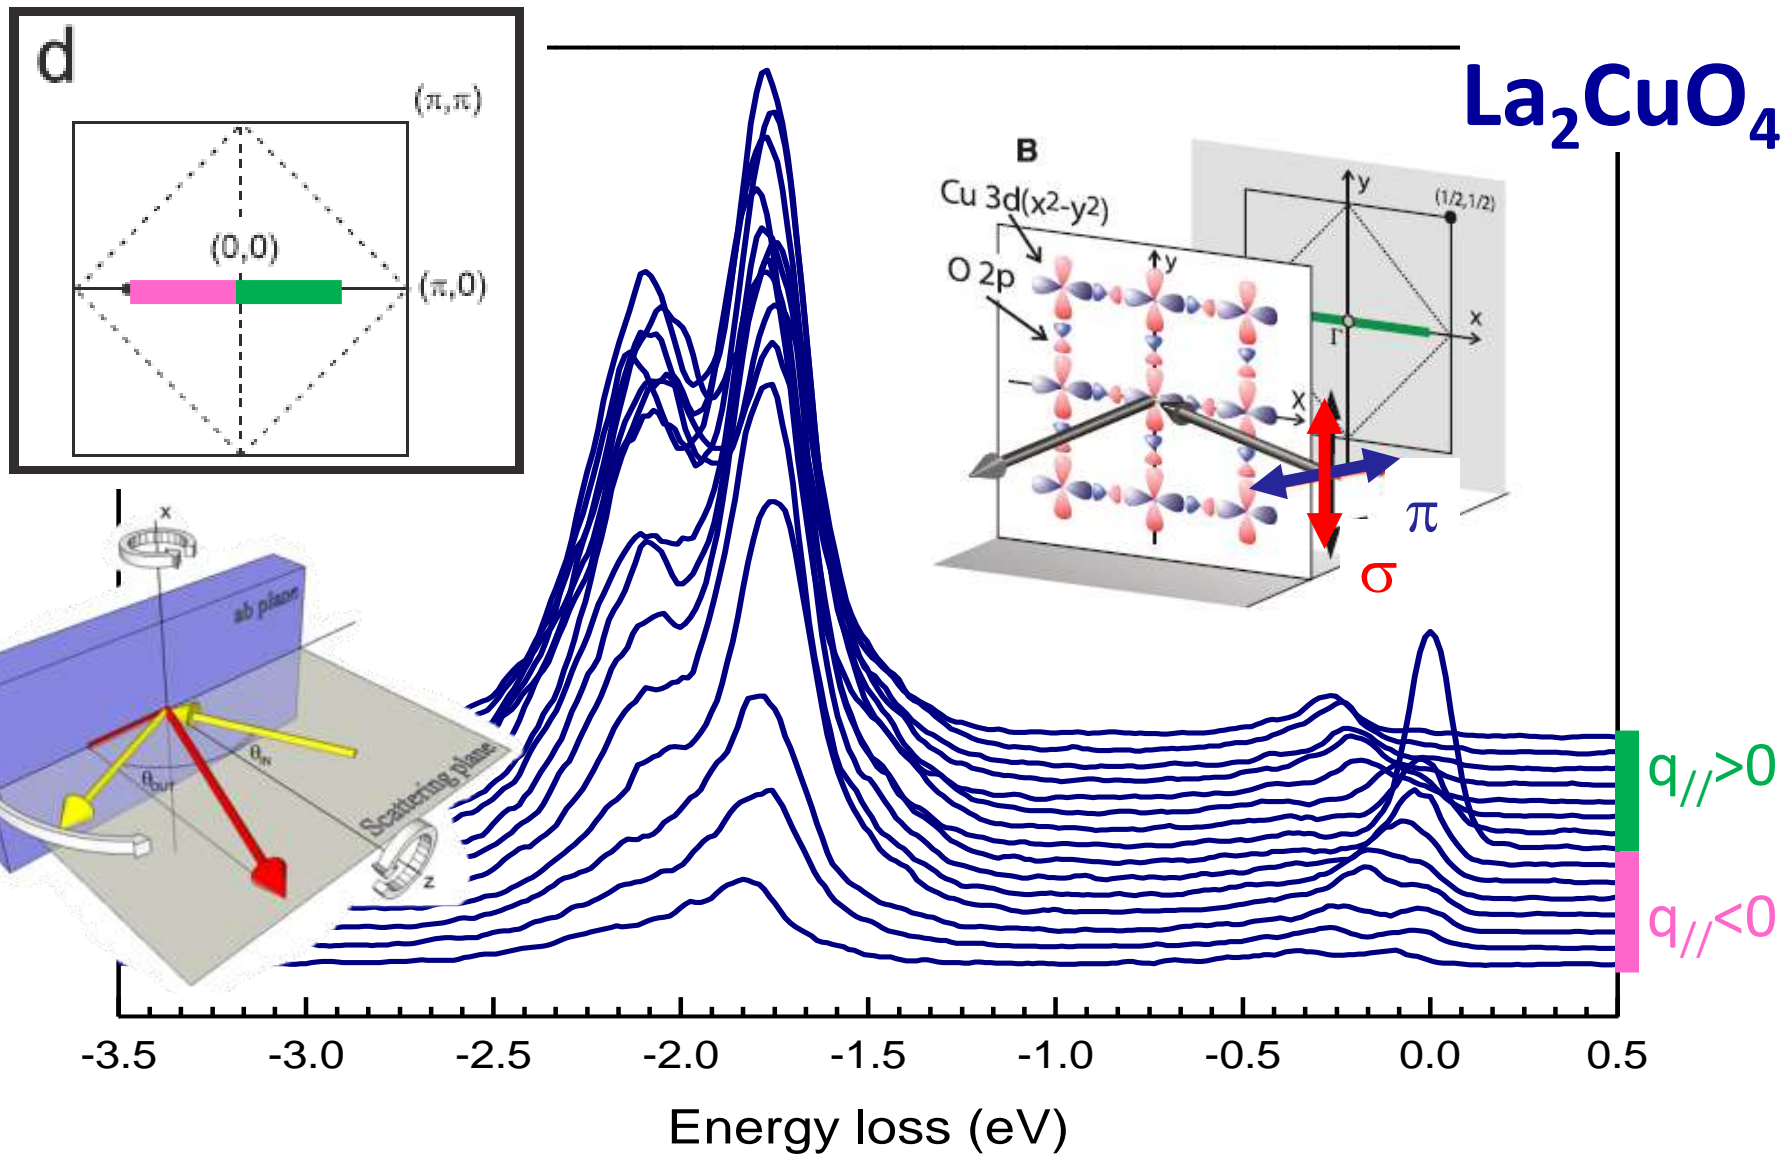 d
(π,π)
(0,0)
(π,0)
La₂CuO₄
B
Cu 3d(x2-y2)
O 2p
y
x
y
(1/2,1/2)
Γ
x
π
σ
x
ab plane
θIN
θOUT
Scattering plane
z
q//>0
q//<0
-3.5 -3.0 -2.5 -2.0 -1.5 -1.0 -0.5 0.0 0.5
Energy loss (eV)